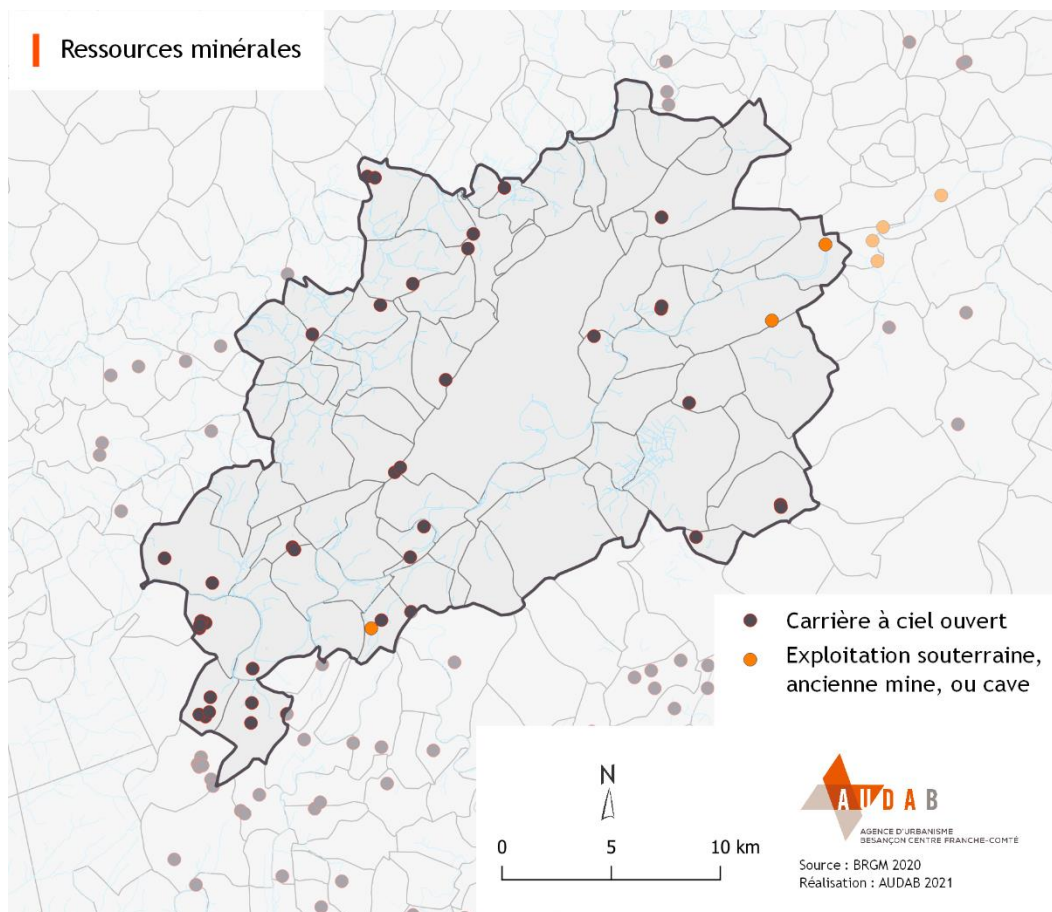 Ressources minérales
Carrière à ciel ouvert
Exploitation souterraine,
ancienne mine, ou cave
N
0 5 10 km
AUDAB
AGENCE D'URBANISME
BESANÇON CENTRE FRANCHE-COMTÉ
Source : BRGM 2020
Réalisation : AUDAB 2021